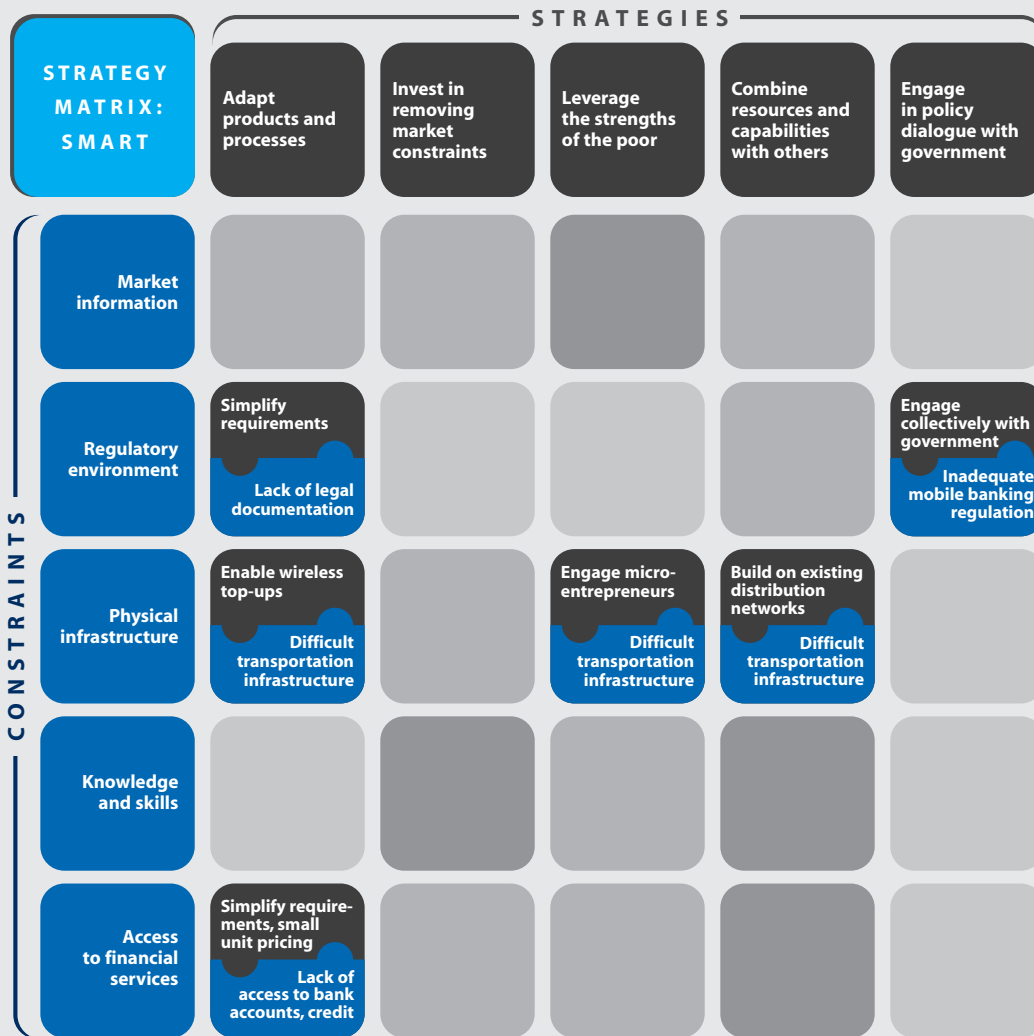 STRATEGIES
STRATEGY
MATRIX:
SMART
Adapt
products and
processes
Invest in
removing
market
constraints
Leverage
the strengths
of the poor
Combine
resources and
capabilities
with others
Engage
in policy
dialogue with
government
CONSTRAINTS
Market
information
Regulatory
environment
Simplify
requirements
Lack of legal
documentation
Engage
collectively with
government
Inadequate
mobile banking
regulation
Physical
infrastructure
Enable wireless
top-ups
Difficult
transportation
infrastructure
Engage micro-
entrepreneurs
Difficult
transportation
infrastructure
Build on existing
distribution
networks
Difficult
transportation
infrastructure
Knowledge
and skills
Access
to financial
services
Simplify require-
ments, small
unit pricing
Lack of
access to bank
accounts, credit